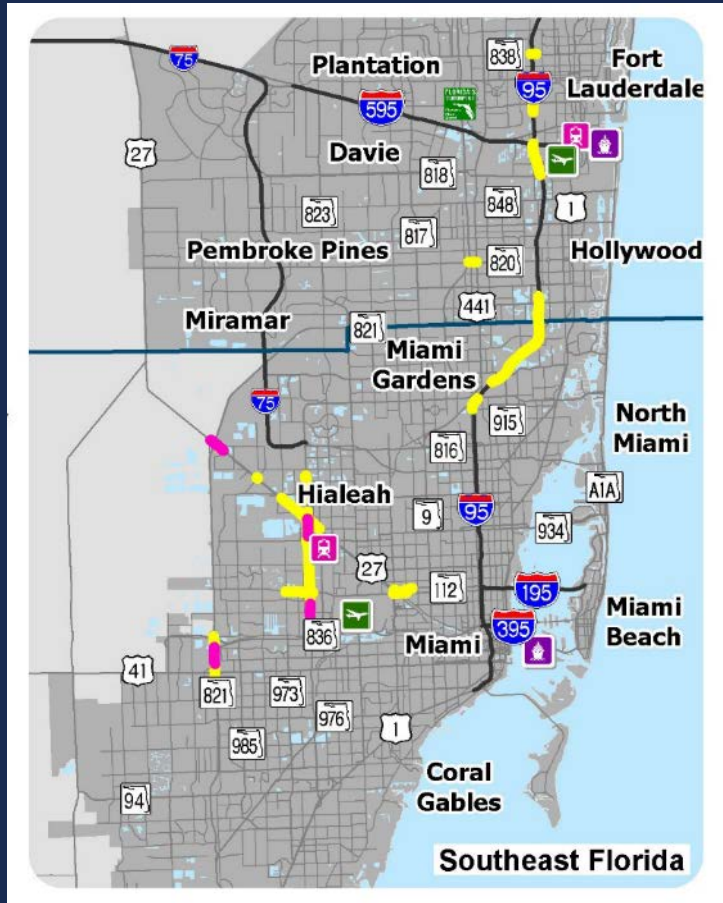 838
Fort
Lauderdale
75
Plantation
95
595
27
Davie
818
823
848
1
817
Pembroke Pines
Hollywood
820
441
Miramar
821
Miami
Gardens
75
915
North
Miami
816
A1A
Hialeah
95
9
934
27
112
195
Miami
Beach
836
Miami
395
41
821
973
976
1
985
Coral
Gables
94
Southeast Florida